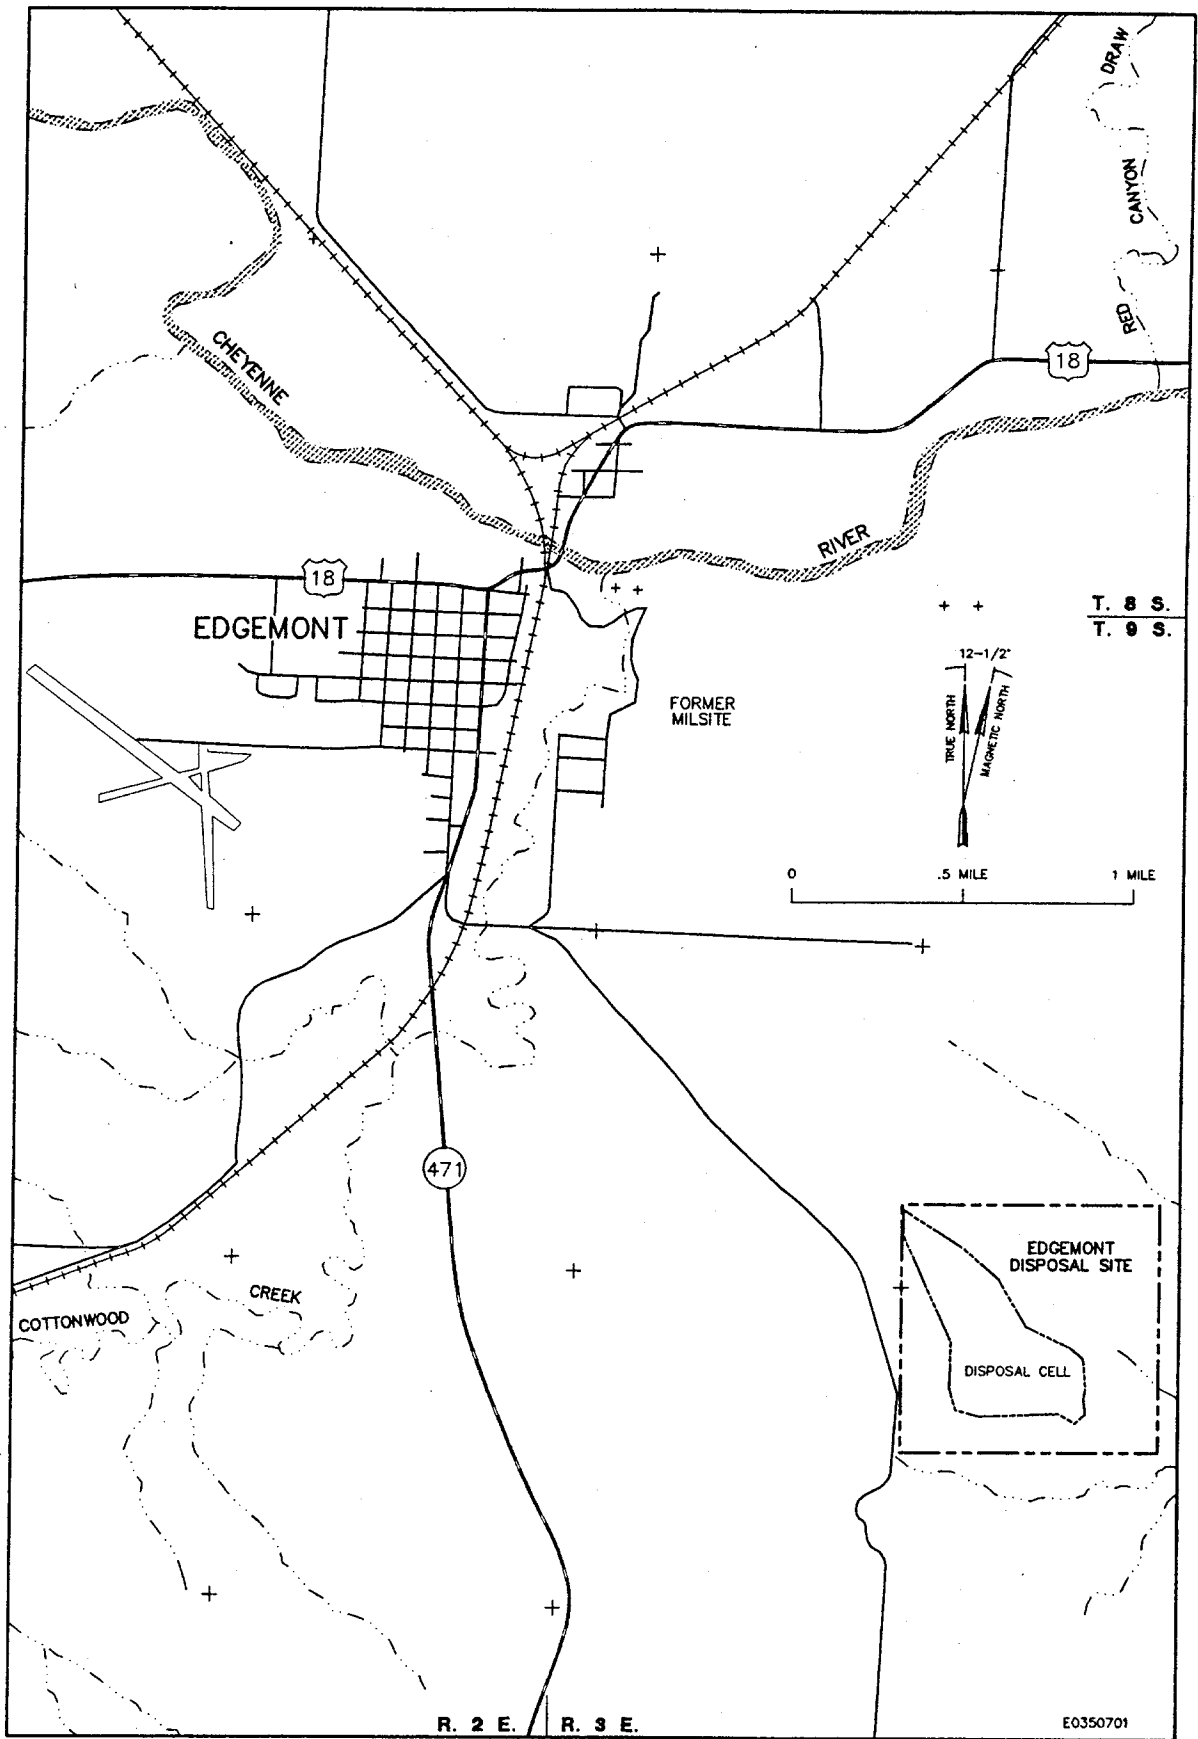 DRAW
CANYON
RED
18
CHEYENNE
RIVER
18
EDGEMONT
T. 8 S.
T. 9 S.
12-1/2°
TRUE NORTH
MAGNETIC NORTH
FORMER
MILSITE
0 .5 MILE 1 MILE
471
EDGEMONT
DISPOSAL SITE
CREEK
COTTONWOOD
DISPOSAL CELL
R. 2 E. R. 3 E.
E0350701